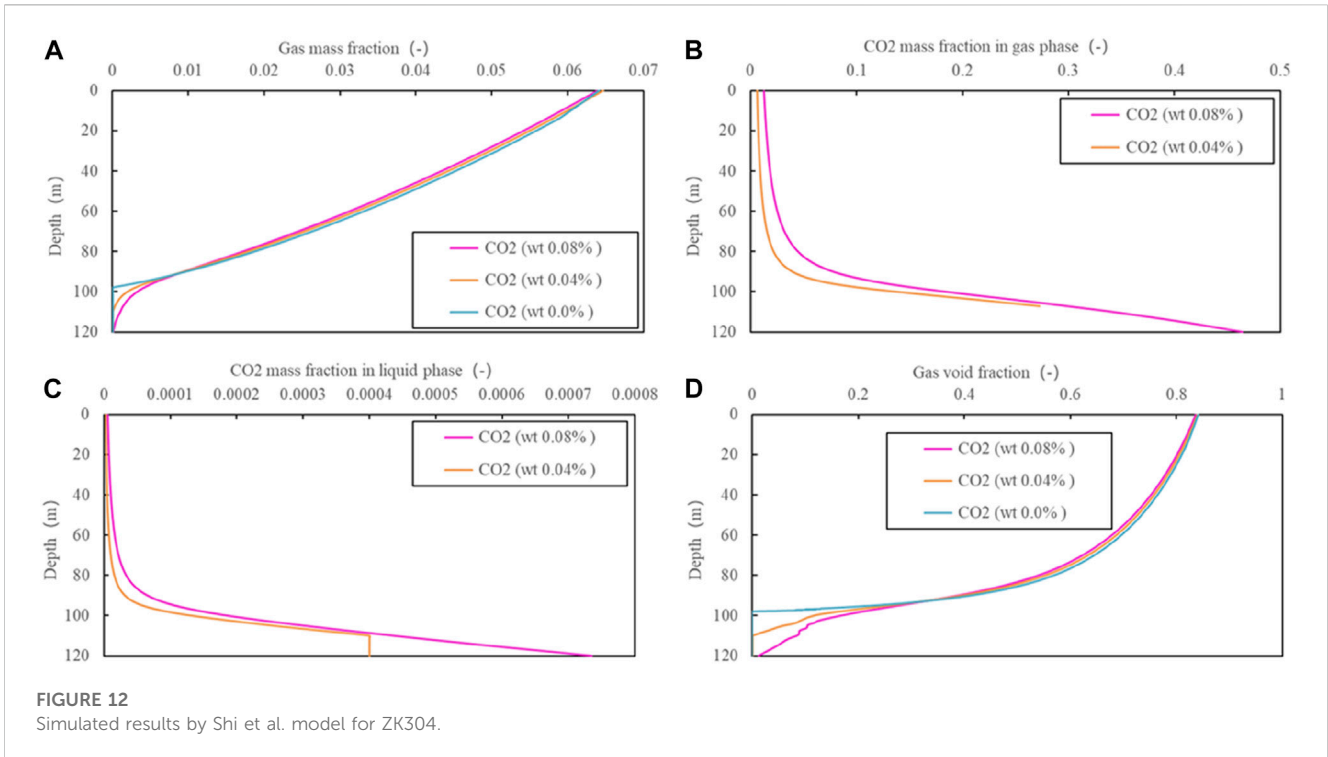 A
Gas mass fraction (-)
0 0.01 0.02 0.03 0.04 0.05 0.06 0.07
0
20
40
60
80
100
120
Depth (m)
CO2 (wt 0.08%)
CO2 (wt 0.04%)
CO2 (wt 0.0%)
B
CO2 mass fraction in gas phase (-)
0 0.1 0.2 0.3 0.4 0.5
0
20
40
60
80
100
120
Depth (m)
CO2 (wt 0.08%)
CO2 (wt 0.04%)
C
CO2 mass fraction in liquid phase (-)
0 0.0001 0.0002 0.0003 0.0004 0.0005 0.0006 0.0007 0.0008
0
20
40
60
80
100
120
Depth (m)
CO2 (wt 0.08%)
CO2 (wt 0.04%)
D
Gas void fraction (-)
0 0.2 0.4 0.6 0.8 1
0
20
40
60
80
100
120
Depth (m)
CO2 (wt 0.08%)
CO2 (wt 0.04%)
CO2 (wt 0.0%)
FIGURE 12
Simulated results by Shi et al. model for ZK304.